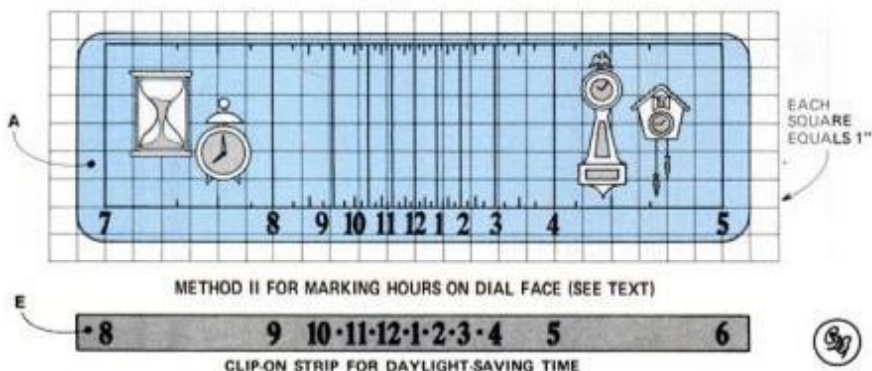 A
EACH
SQUARE
EQUALS 1"
7 8 9 10 11 12 1 2 3 4 5
METHOD II FOR MARKING HOURS ON DIAL FACE (SEE TEXT)
E
8 9 10·11·12·1·2·3·4 5 6
CLIP-ON STRIP FOR DAYLIGHT-SAVING TIME